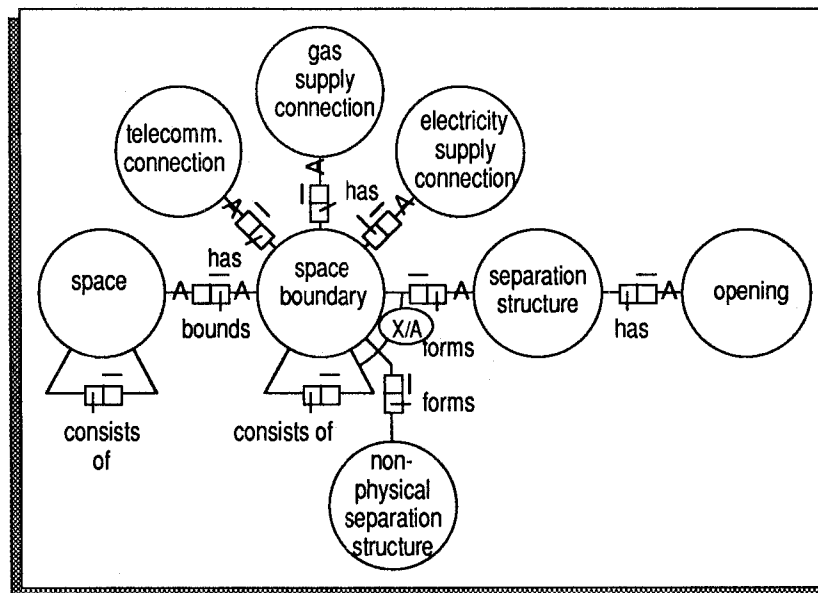 gas
supply
connection
telecomm.
connection
electricity
supply
connection
has
has
space
space
boundary
separation
structure
opening
bounds
X/A
forms
has
forms
consists
of
consists of
non-
physical
separation
structure